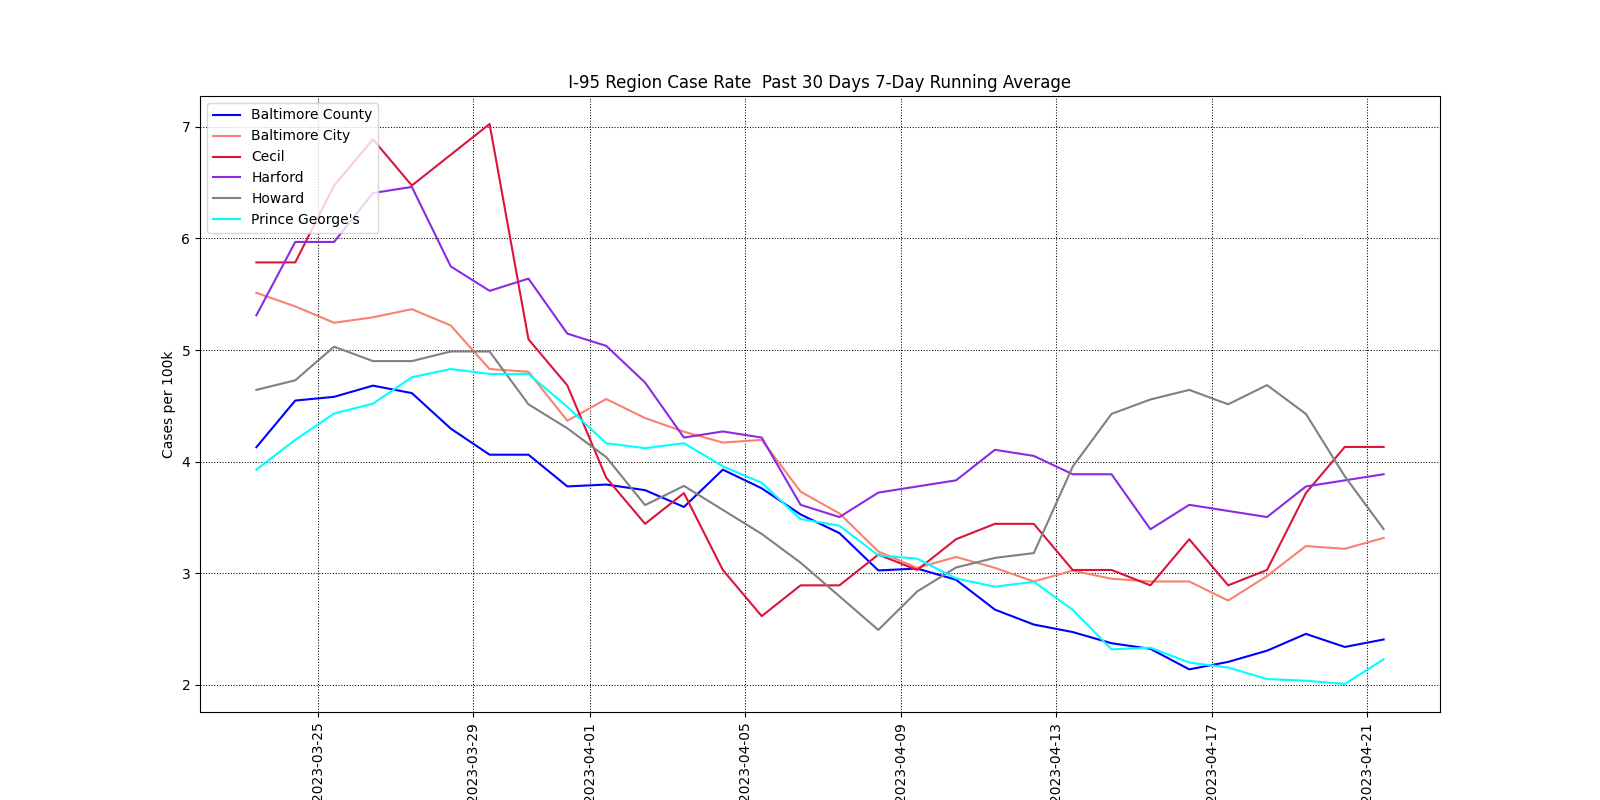 I-95 Region Case Rate  Past 30 Days 7-Day Running Average
Baltimore County
Baltimore City
Cecil
Harford
Howard
Prince George's
Cases per 100k
7
6
5
4
3
2
2023-03-25
2023-03-29
2023-04-01
2023-04-05
2023-04-09
2023-04-13
2023-04-17
2023-04-21